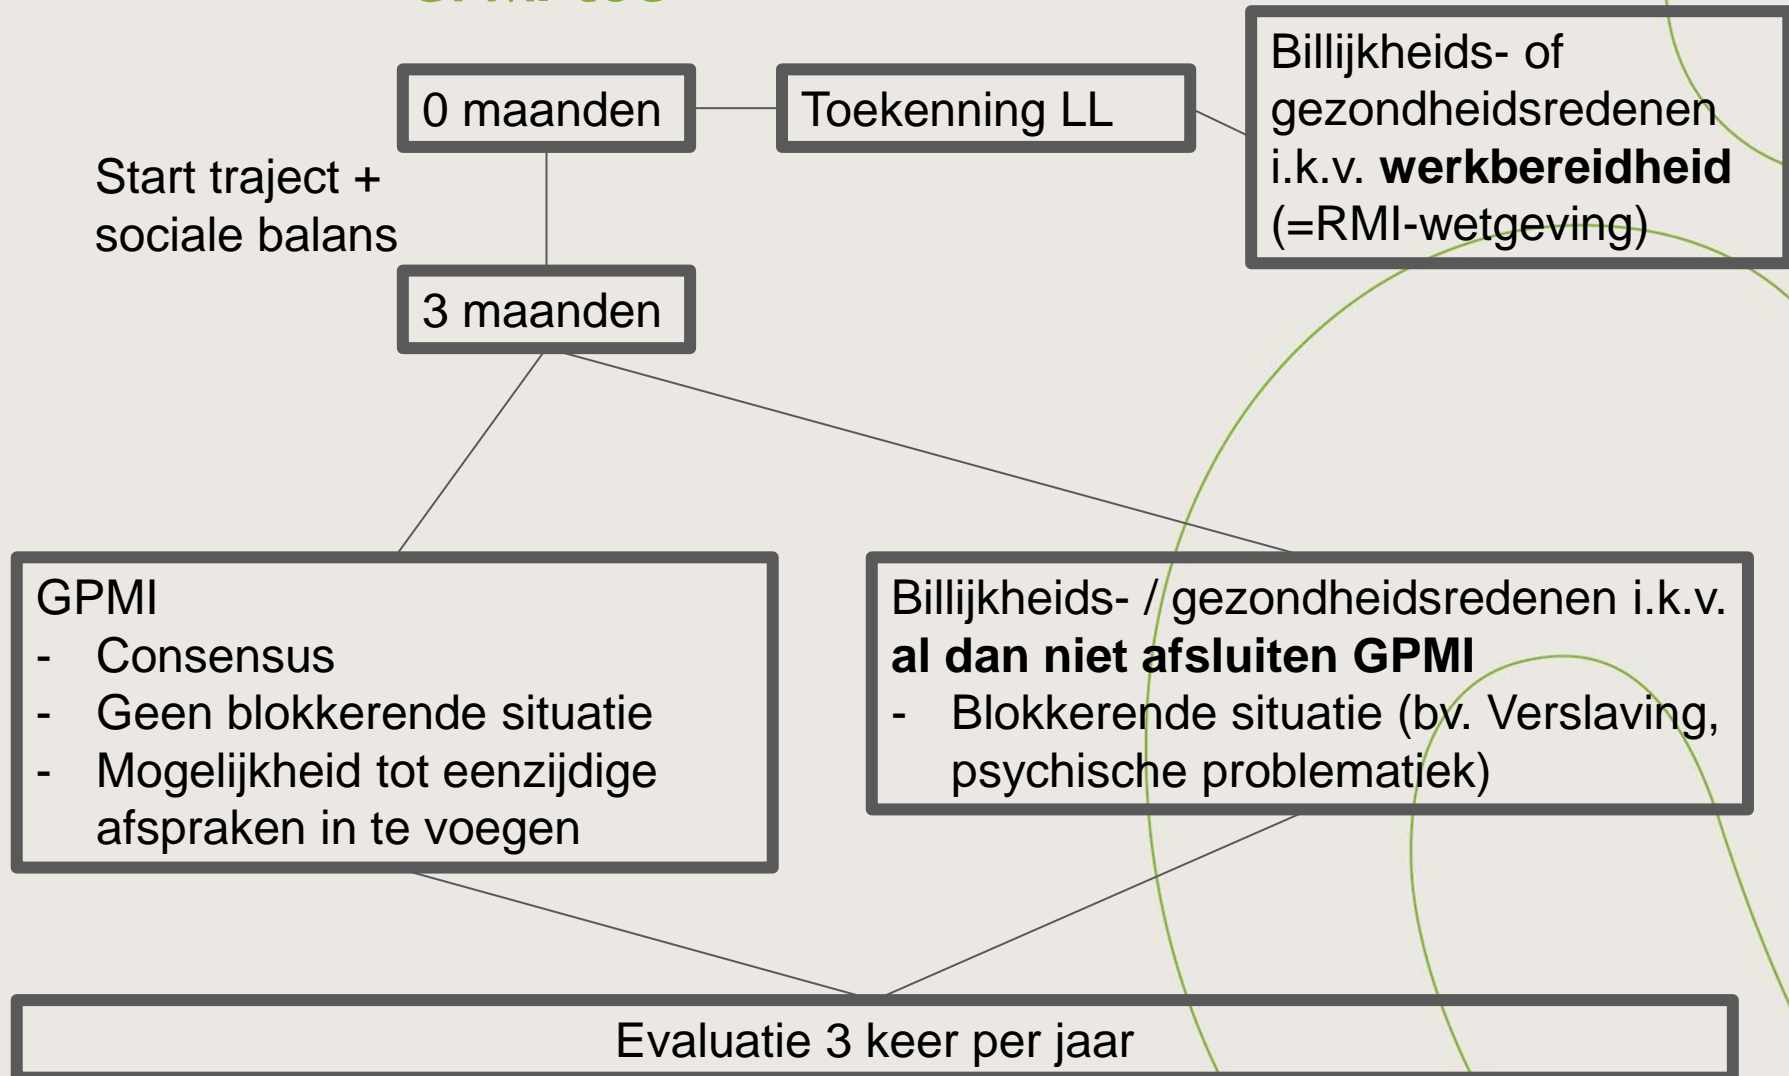 0 maanden
Toekenning LL
Billijkheids- of
gezondheidsredenen
i.k.v. werkbereidheid
(=RMI-wetgeving)
Start traject +
sociale balans
3 maanden
GPMI
- Consensus
- Geen blokkerende situatie
- Mogelijkheid tot eenzijdige
afspraken in te voegen
Billijkheids- / gezondheidsredenen i.k.v.
al dan niet afsluiten GPMI
- Blokkerende situatie (bv. Verslaving,
psychische problematiek)
Evaluatie 3 keer per jaar